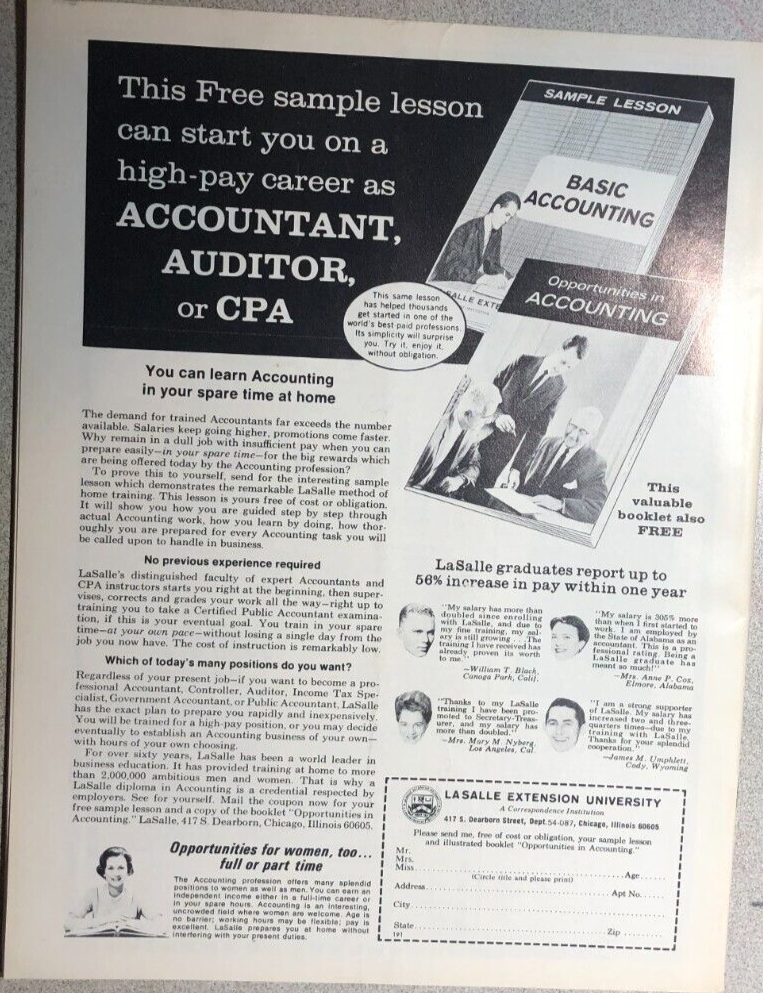 This Free sample lesson
can start you on a
high-pay career as
ACCOUNTANT,
AUDITOR,
or CPA
SAMPLE LESSON
BASIC
ACCOUNTING
SALLE EXTE
Opportunities in
ACCOUNTING
This same lesson
has helped thousands
get started in one of the
world's best paid professions.
Its simplicity will surprise
you. Try it, enjoy it,
without obligation.
This
valuable
booklet also
FREE
You can learn Accounting
in your spare time at home
The demand for trained Accountants far exceeds the number
available. Salaries keep going higher, promotions come faster.
Why remain in a dull job with insufficient pay when you can
prepare easily—in your spare time—for the big rewards which
are being offered today by the Accounting profession?
To prove this to yourself, send for the interesting sample
lesson which demonstrates the remarkable LaSalle method of
home training. This lesson is yours free of cost or obligation.
It will show you how you are guided step by step through
actual Accounting work, how you learn by doing, how thor-
oughly you are prepared for every Accounting task you will
be called upon to handle in business.
No previous experience required
LaSalle's distinguished faculty of expert Accountants and
CPA instructors starts you right at the beginning, then super-
vises, corrects and grades your work all the way—right up to
training you to take a Certified Public Accountant examina-
tion, if this is your eventual goal. You train in your spare
time—at your own pace—without losing a single day from the
job you now have. The cost of instruction is remarkably low.
Which of today's many positions do you want?
Regardless of your present job—if you want to become a pro-
fessional Accountant, Controller, Auditor, Income Tax Spe-
cialist, Government Accountant, or Public Accountant, LaSalle
has the exact plan to prepare you rapidly and inexpensively.
You will be trained for a high-pay position, or you may decide
eventually to establish an Accounting business of your own—
with hours of your own choosing.
For over sixty years, LaSalle has been a world leader in
business education. It has provided training at home to more
than 2,000,000 ambitious men and women. That is why a
LaSalle diploma in Accounting is a credential respected by
employers. See for yourself. Mail the coupon now for your
free sample lesson and a copy of the booklet "Opportunities in
Accounting." LaSalle, 417 S. Dearborn, Chicago, Illinois 60605.
Opportunities for women, too...
full or part time
The Accounting profession offers many splendid
positions to women as well as men. You can earn an
independent income either in a full-time career or
in your spare hours. Accounting is an interesting,
uncrowded field where women are welcome. Age is
no barrier; working hours may be flexible; pay is
excellent. LaSalle prepares you at home without
interfering with your present duties.
LaSalle graduates report up to
56% increase in pay within one year
"My salary has more than
doubled since enrolling
with LaSalle, and due to
my fine training, my sal-
ary is still growing. The
training I have received has
already proven its worth
to me."
—William T. Black,
Canoga Park, Calif.
"My salary is 305% more
than when I first started to
work. I am employed by
the State of Alabama as an
accountant. This is a pro-
fessional rating. Being a
LaSalle graduate has
meant so much!"
—Mrs. Anne P. Cox,
Elmore, Alabama
"Thanks to my LaSalle
training I have been pro-
moted to Secretary-Treas-
urer, and my salary has
more than doubled."
—Mrs. Mary M. Nyberg,
Los Angeles, Cal.
"I am a strong supporter
of LaSalle. My salary has
increased two and three-
quarters times—due to my
training with LaSalle.
Thanks for your splendid
cooperation."
—James M. Umphlett,
Cody, Wyoming
LASALLE EXTENSION UNIVERSITY
A Correspondence Institution
417 S. Dearborn Street, Dept. 54-087, Chicago, Illinois 60605
Please send me, free of cost or obligation, your sample lesson
and illustrated booklet "Opportunities in Accounting."
Mr.
Mrs.
Miss Age
(Circle title and please print)
Address Apt No.
City
State Zip
191